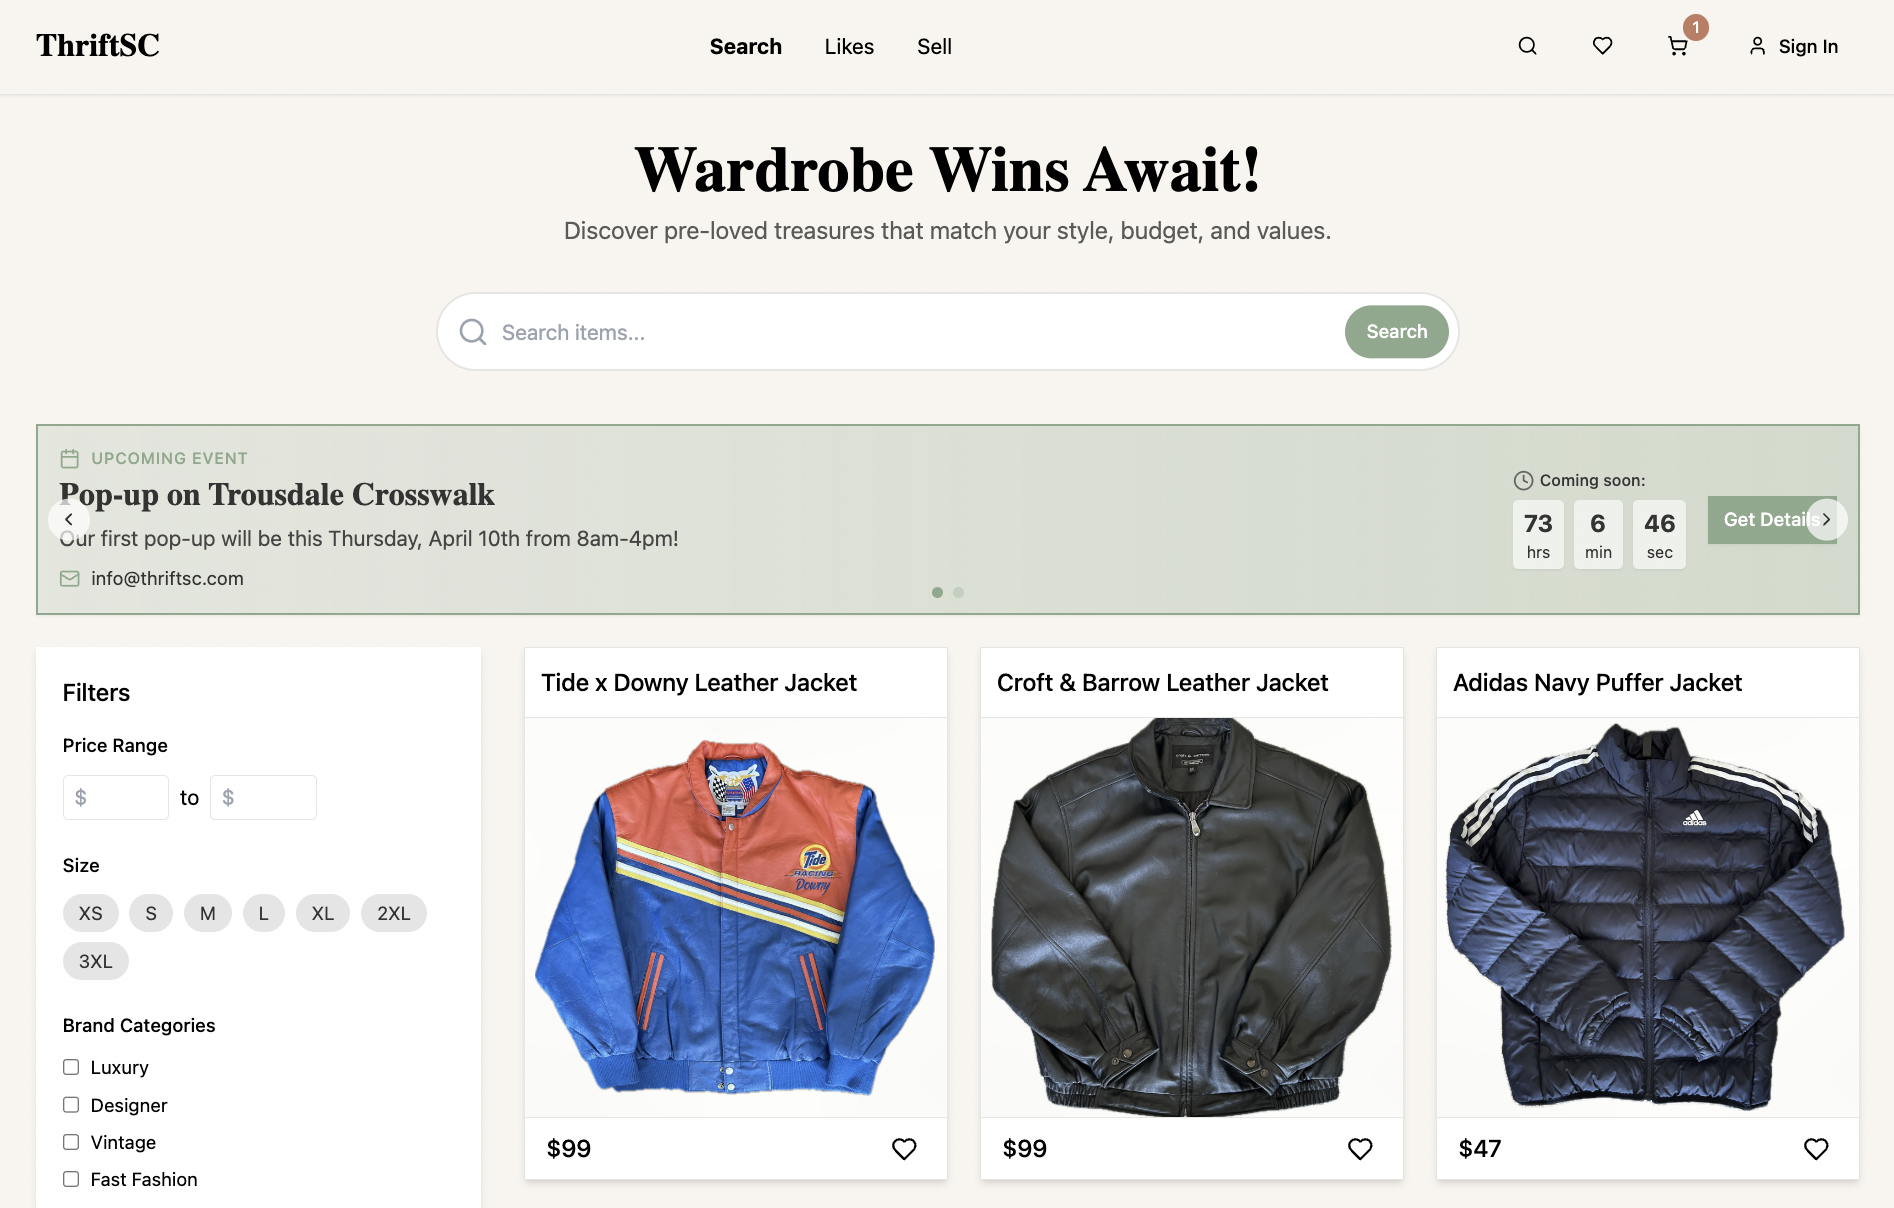 ThriftSC
Search Likes Sell
1
Sign In
Wardrobe Wins Await!
Discover pre-loved treasures that match your style, budget, and values.
Search items...
Search
UPCOMING EVENT
Pop-up on Trousdale Crosswalk
Our first pop-up will be this Thursday, April 10th from 8am-4pm!
info@thriftsc.com
Coming soon:
73 6 46
hrs min sec
Get Details
Filters
Price Range
$ to $
Size
XS S M L XL 2XL
3XL
Brand Categories
Luxury
Designer
Vintage
Fast Fashion
Tide x Downy Leather Jacket
Tide
RACING
Downy
$99
Croft & Barrow Leather Jacket
$99
Adidas Navy Puffer Jacket
adidas
$47